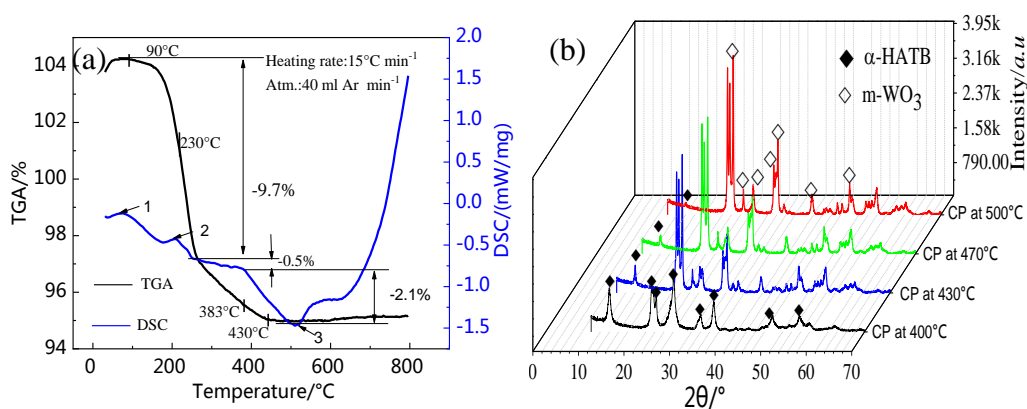 (a)
90°C
Heating rate:15°C min⁻¹
Atm.:40 ml Ar min⁻¹
230°C
-9.7%
-0.5%
-2.1%
383°C
430°C
1
2
3
TGA
DSC
TGA/%
104
102
100
98
96
94
0
200
400
600
800
Temperature/°C
2.0
1.5
1.0
0.5
0.0
-0.5
-1.0
-1.5
DSC/(mW/mg)
(b)
α-HATB
m-WO₃
3.95k
3.16k
2.37k
1.58k
790.00
Intensity/a.u
CP at 500°C
CP at 470°C
CP at 430°C
CP at 400°C
0
10
20
30
40
50
60
70
2θ/°